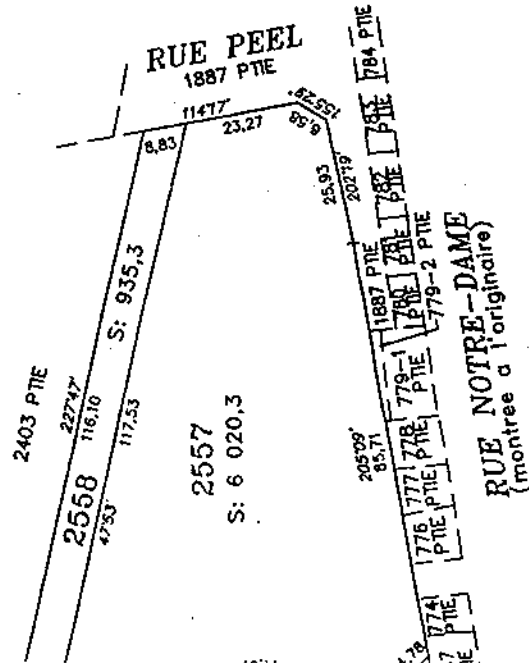 RUE PEEL
1887 PTIE
114°17'
23,27
8,83
155°29'
6,58
784 PTIE
783
PTIE
25,93
202°19'
782
PTIE
1887 PTIE
781
PTIE
780
PTIE
779-2 PTIE
779-1
PTIE
778
PTIE
777
PTIE
776
PTIE
774
PTIE
RUE NOTRE-DAME
(montree a l'originaire)
S: 935,3
2403 PTIE
227°47'
116,10
117,53
2558
47°53'
2557
S: 6 020,3
205°09'
85,71